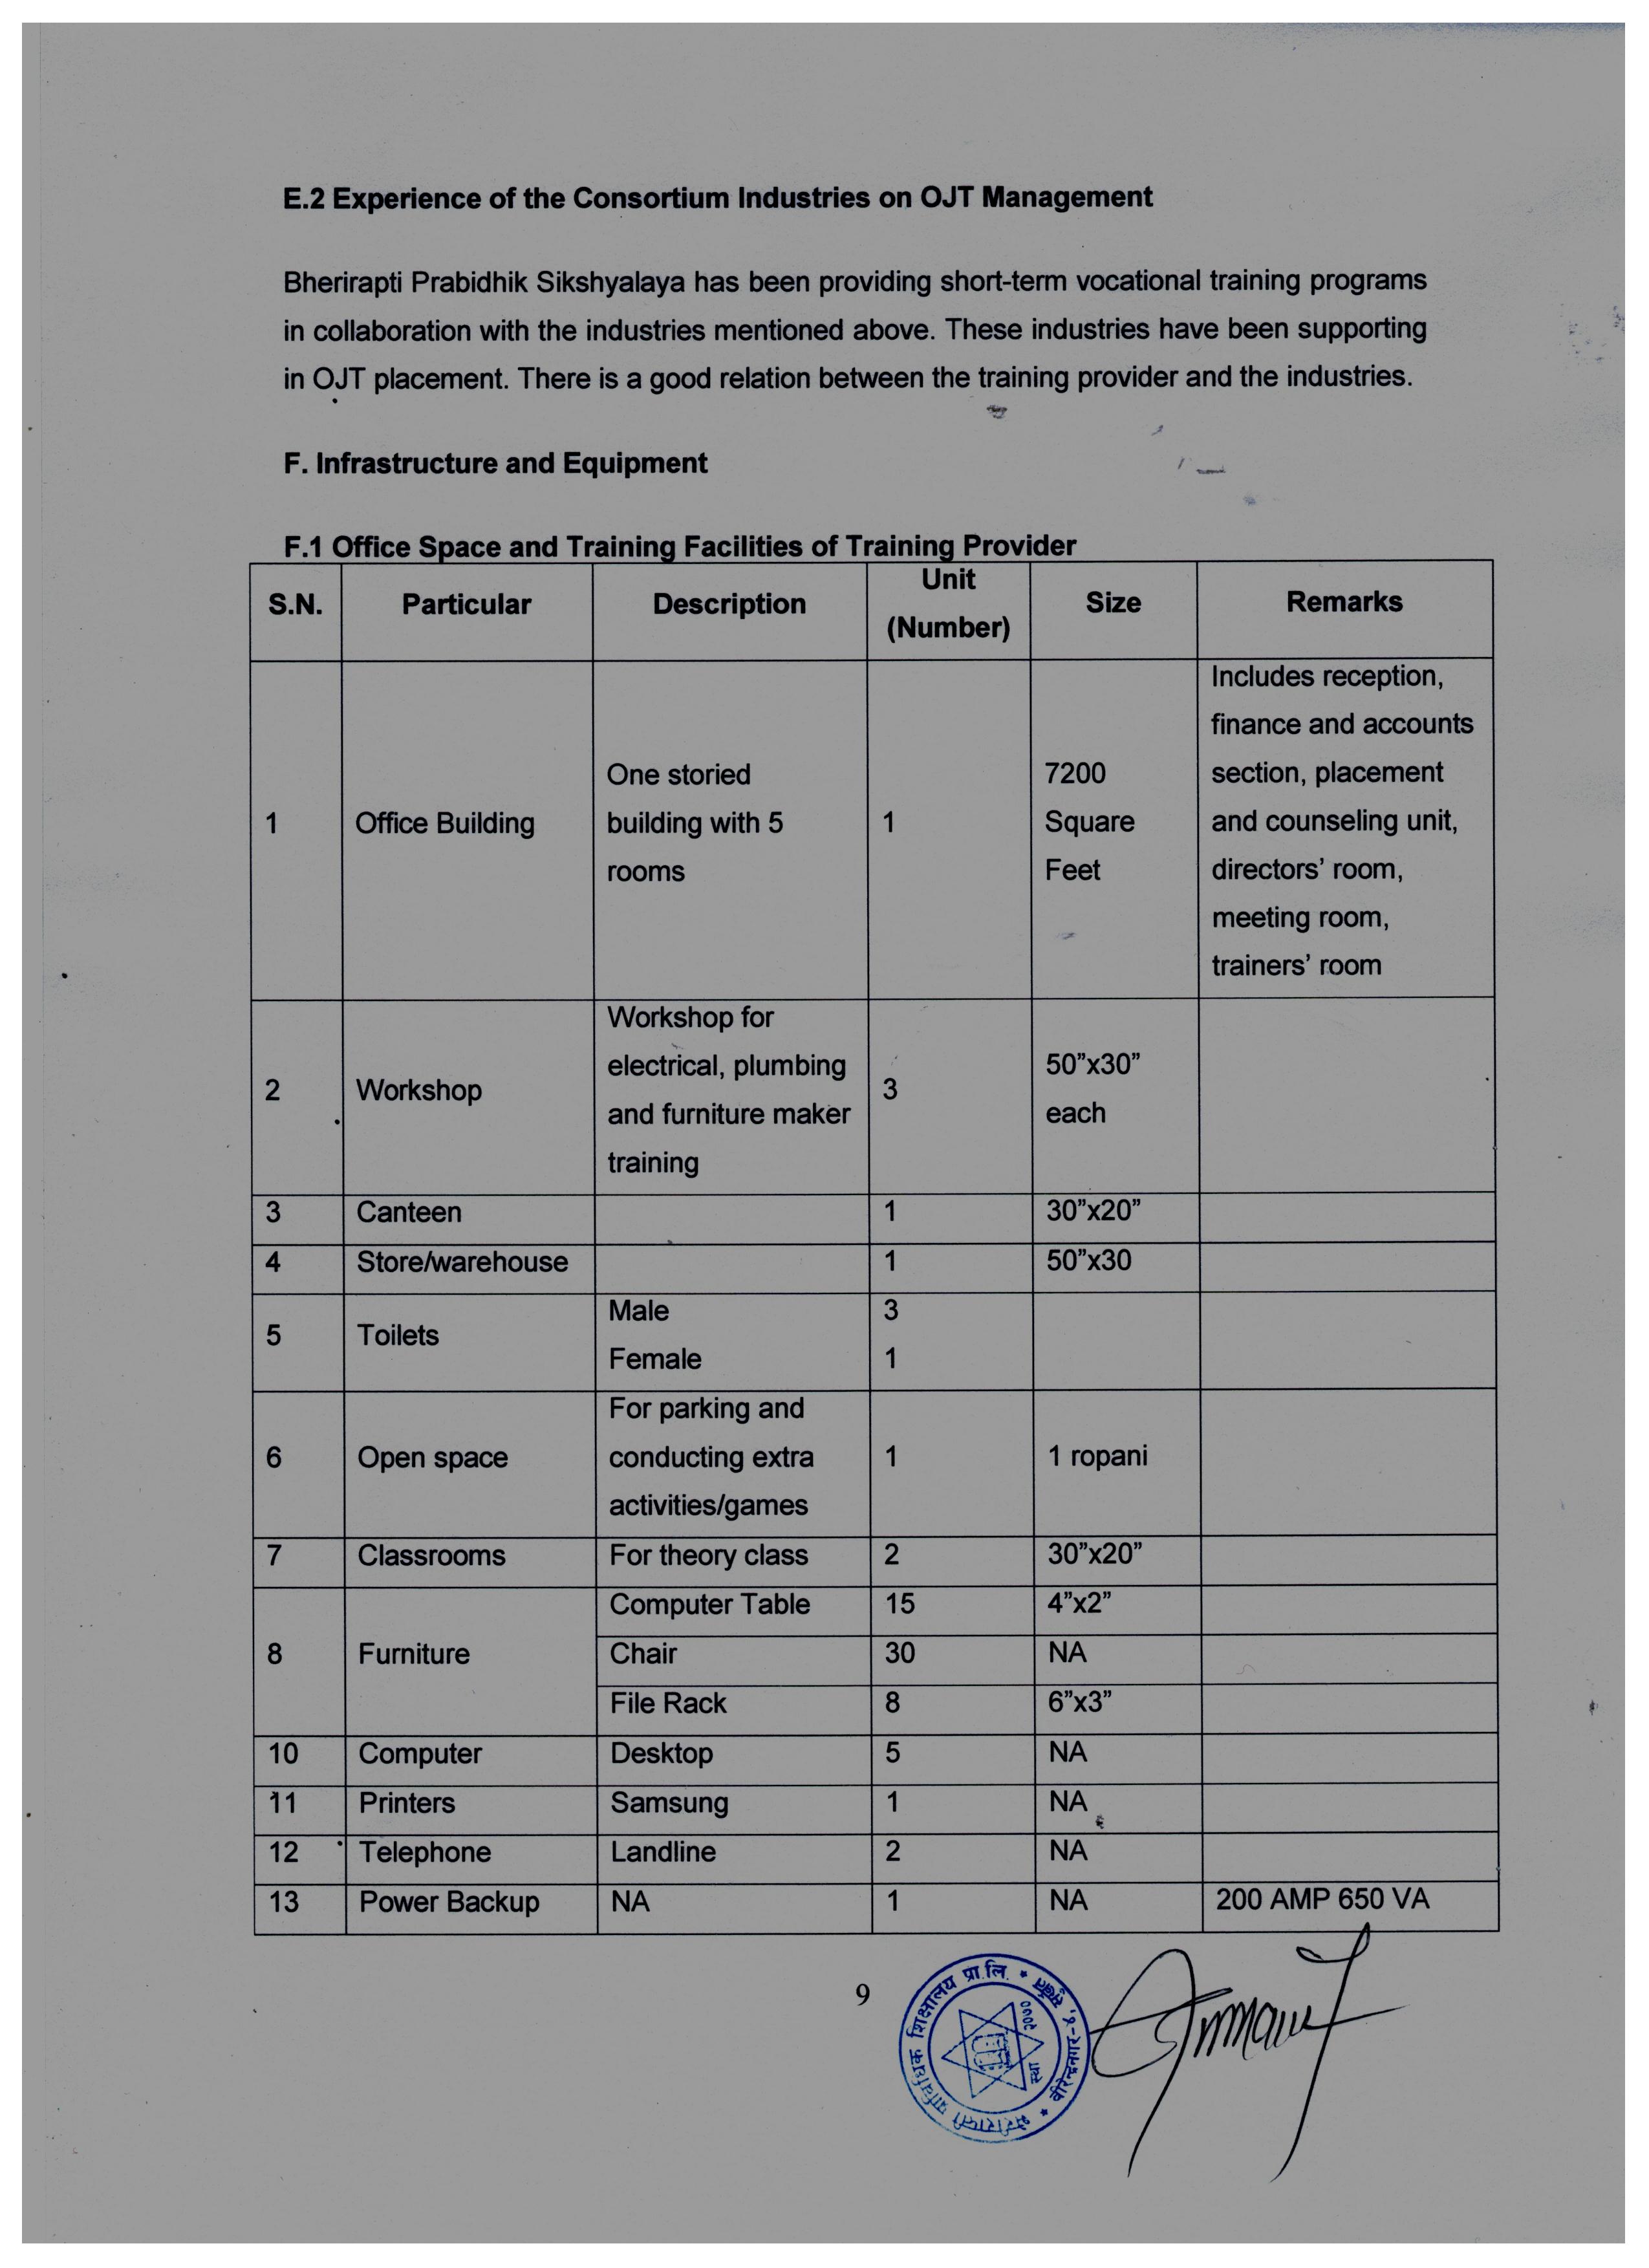 E.2 Experience of the Consortium Industries on OJT Management
Bherirapti Prabidhik Sikshyalaya has been providing short-term vocational training programs
in collaboration with the industries mentioned above. These industries have been supporting
in OJT placement. There is a good relation between the training provider and the industries.
F. Infrastructure and Equipment
F.1 Office Space and Training Facilities of Training Provider
S.N. Particular Description Unit (Number) Size Remarks
1 Office Building One storied building with 5 rooms 1 7200 Square Feet Includes reception, finance and accounts section, placement and counseling unit, directors’ room, meeting room, trainers’ room
2 Workshop Workshop for electrical, plumbing and furniture maker training 3 50”x30” each
3 Canteen 1 30”x20”
4 Store/warehouse 1 50”x30
5 Toilets Male 3
Female 1
6 Open space For parking and conducting extra activities/games 1 1 ropani
7 Classrooms For theory class 2 30”x20”
8 Furniture Computer Table 15 4”x2”
Chair 30 NA
File Rack 8 6”x3”
10 Computer Desktop 5 NA
11 Printers Samsung 1 NA
12 Telephone Landline 2 NA
13 Power Backup NA 1 NA 200 AMP 650 VA
9
भेरीराप्ती प्राविधिक शिक्षालय प्रा.लि.
वीरेन्द्रनगर-१, सुर्खेत